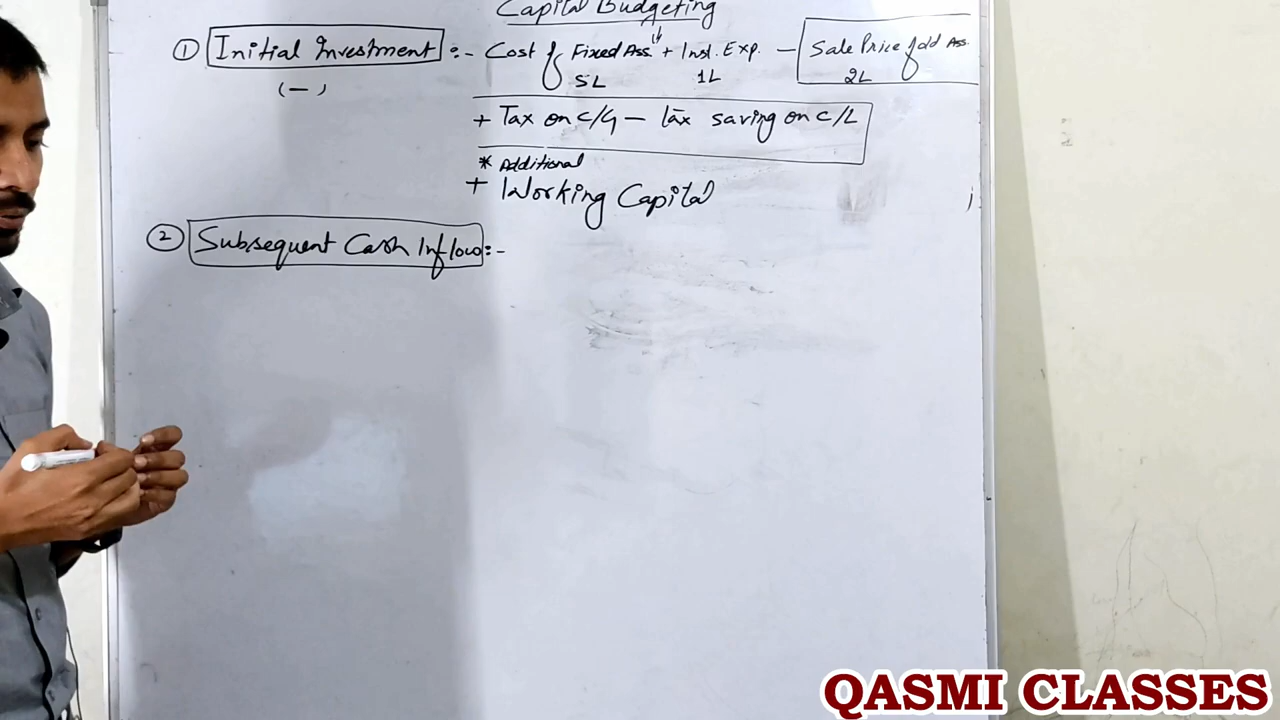 Capital Budgeting
① Initial Investment :- Cost of Fixed Ass. + Inst. Exp. - Sale Price of old Ass.
(-) 5L 1L 2L
+ Tax on C/G - Tax saving on C/L
* Additional
+ Working Capital
② Subsequent Cash Inflow :-
QASMI CLASSES